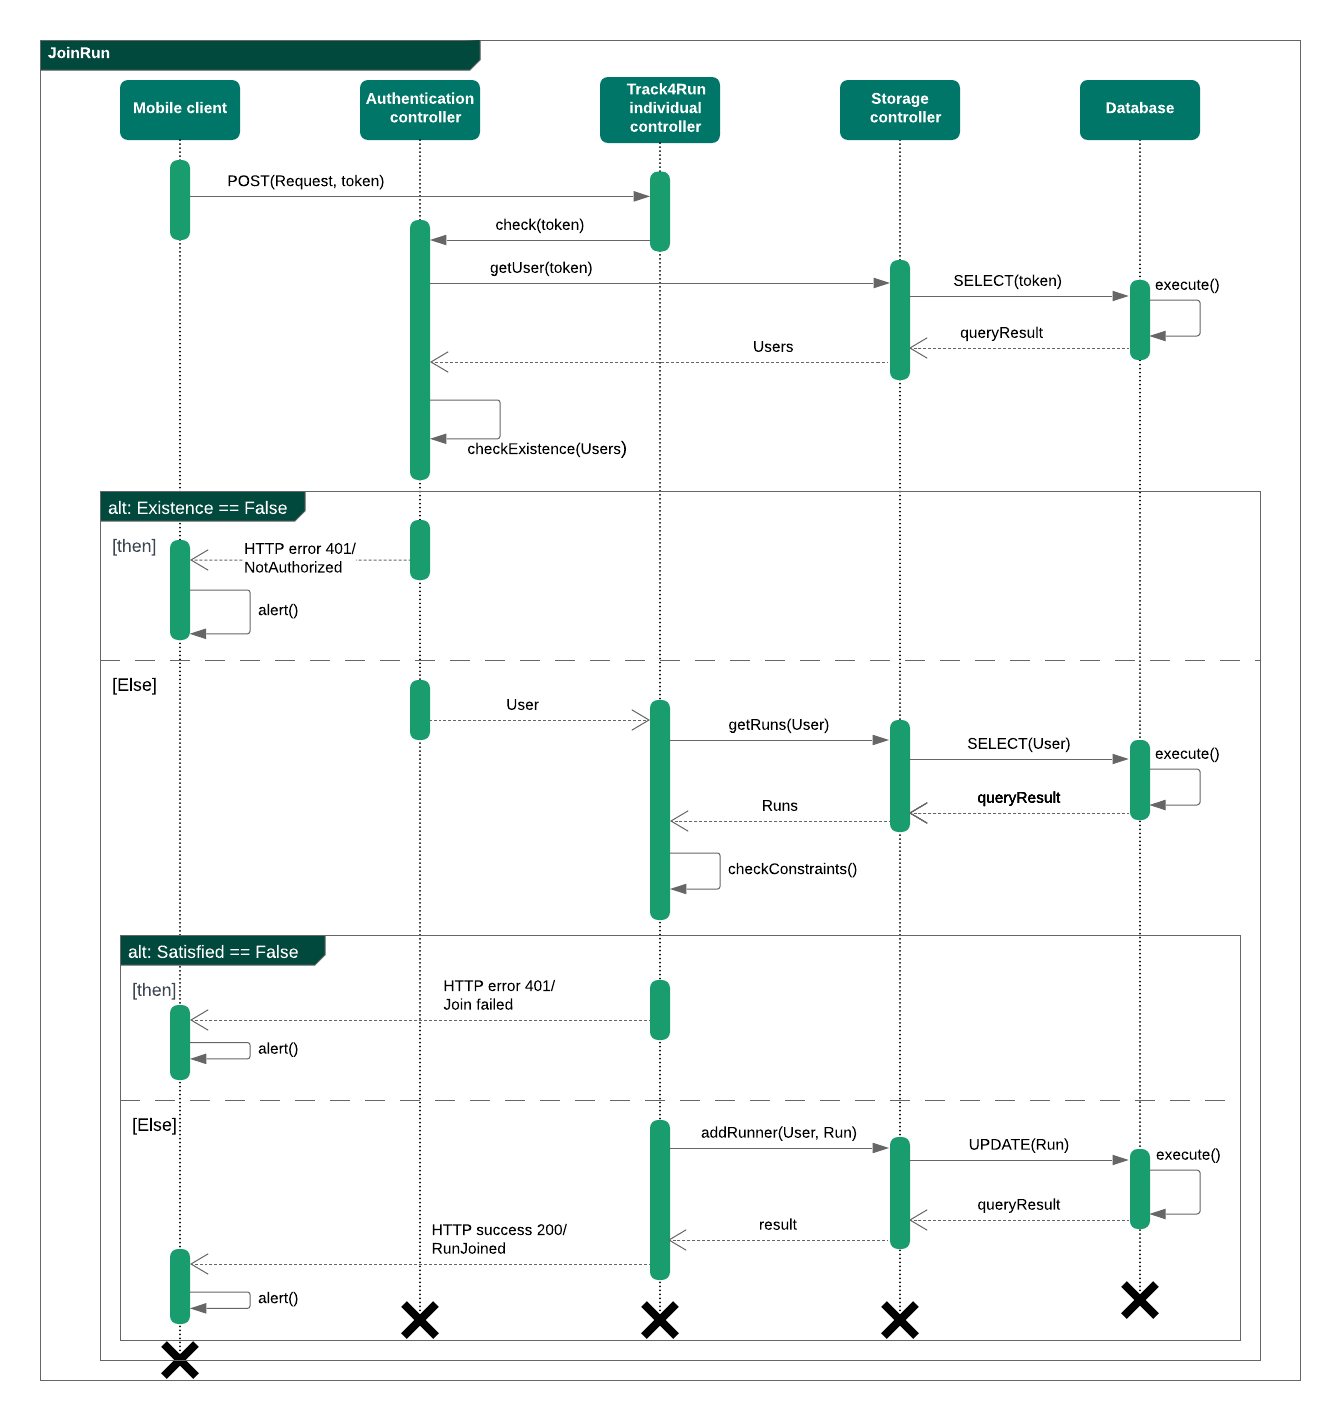 JoinRun
Mobile client
Authentication
controller
Track4Run
individual
controller
Storage
controller
Database
POST(Request, token)
check(token)
getUser(token)
SELECT(token)
execute()
queryResult
Users
checkExistence(Users)
alt: Existence == False
[then]
HTTP error 401/
NotAuthorized
alert()
[Else]
User
getRuns(User)
SELECT(User)
execute()
queryResult
Runs
checkConstraints()
alt: Satisfied == False
[then]
HTTP error 401/
Join failed
alert()
[Else]
addRunner(User, Run)
UPDATE(Run)
execute()
queryResult
result
HTTP success 200/
RunJoined
alert()